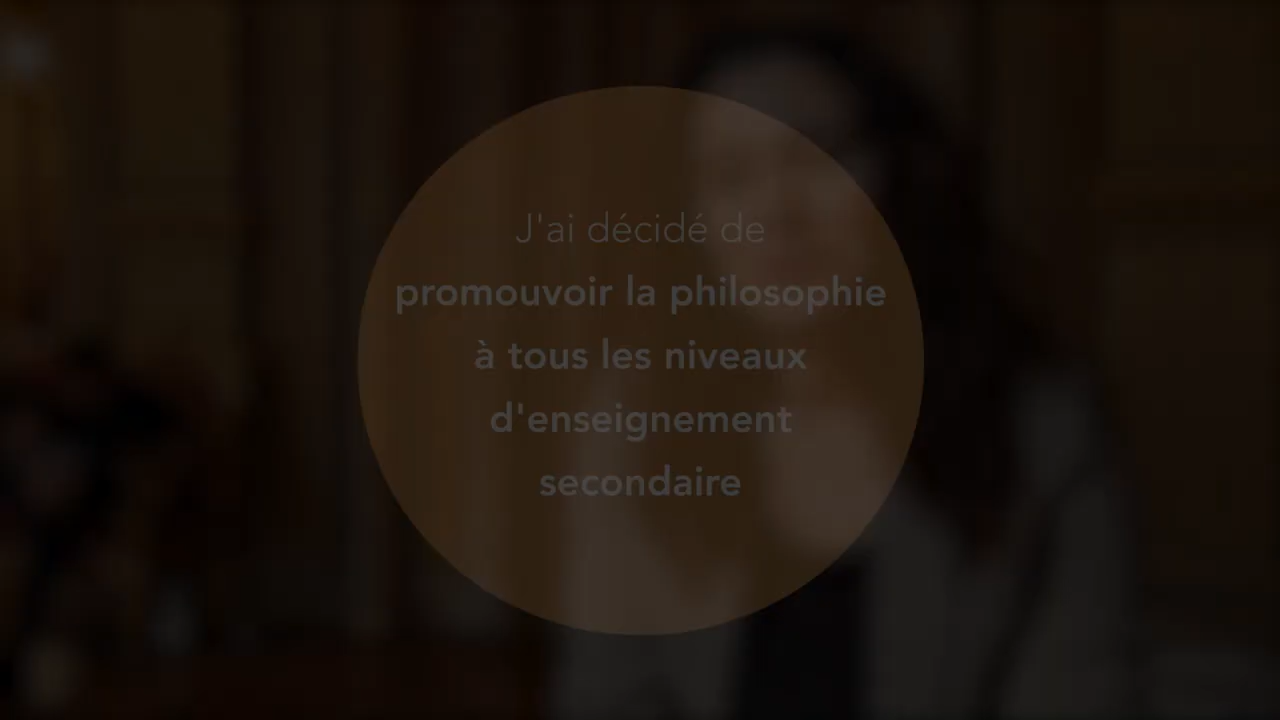 J'ai décidé de
promouvoir la philosophie
à tous les niveaux
d'enseignement
secondaire